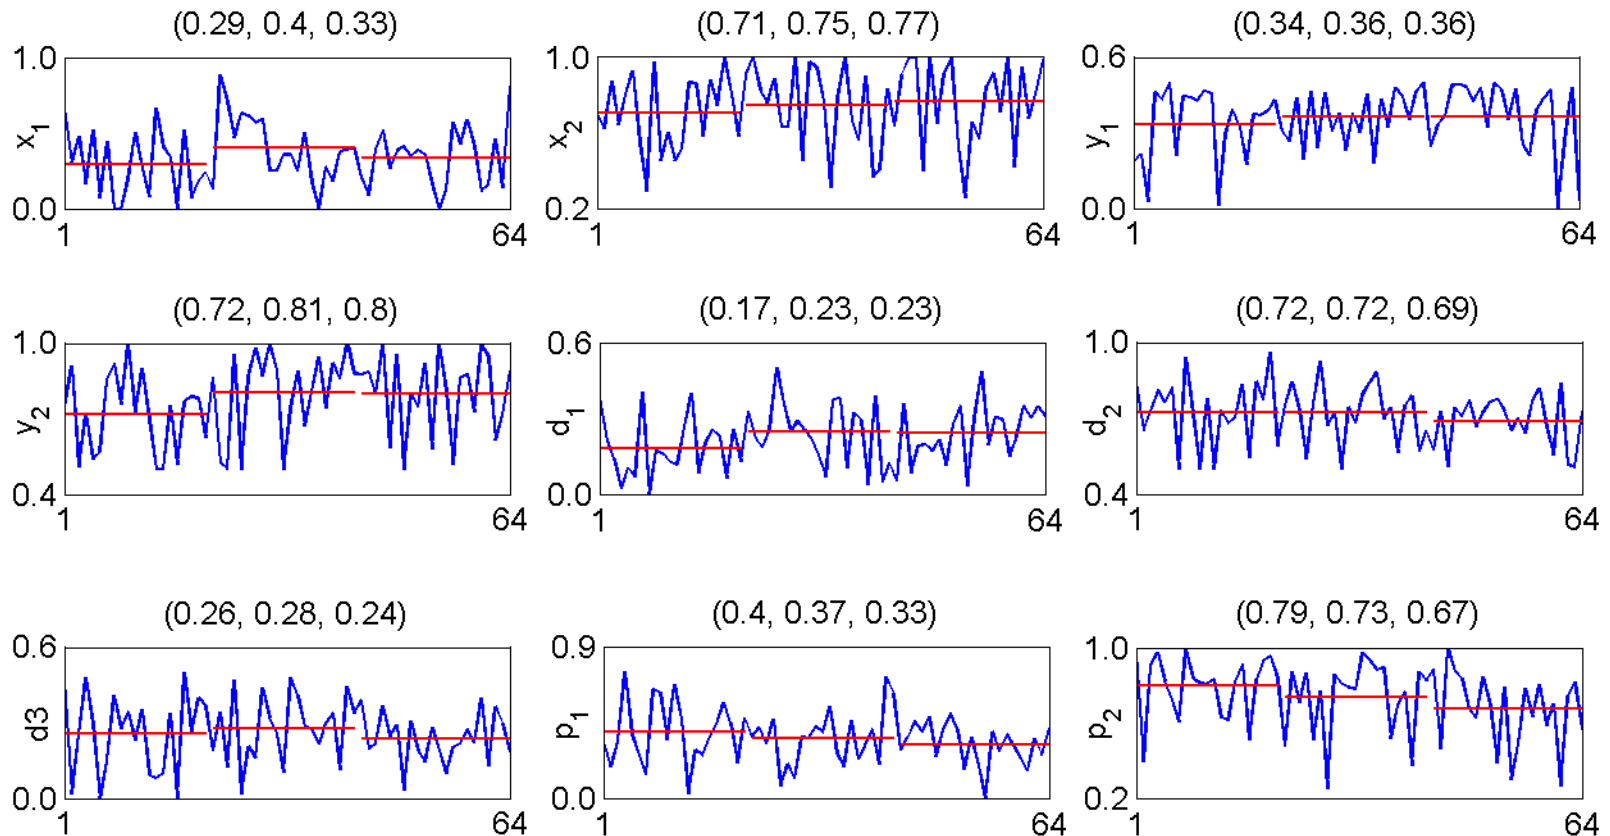 (0.29, 0.4, 0.33)
1.0
x1
0.0
1
64
(0.71, 0.75, 0.77)
1.0
x2
0.2
1
64
(0.34, 0.36, 0.36)
0.6
y1
0.0
1
64
(0.72, 0.81, 0.8)
1.0
y2
0.4
1
64
(0.17, 0.23, 0.23)
0.6
d1
0.0
1
64
(0.72, 0.72, 0.69)
1.0
d2
0.4
1
64
(0.26, 0.28, 0.24)
0.6
d3
0.0
1
64
(0.4, 0.37, 0.33)
0.9
p1
0.0
1
64
(0.79, 0.73, 0.67)
1.0
p2
0.2
1
64